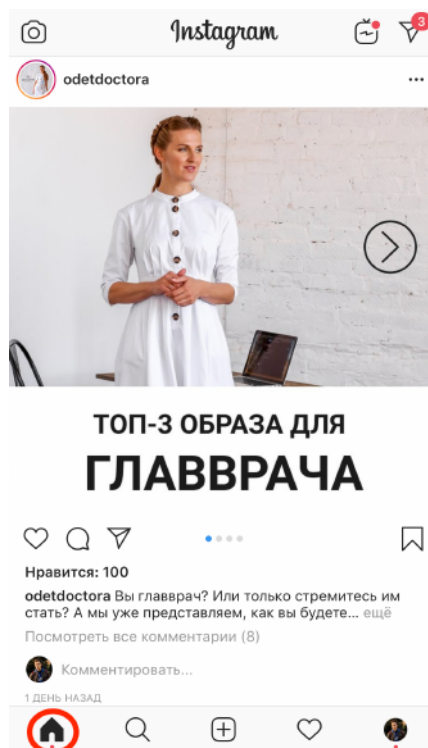 Instagram
3
odetdoctora
ТОП-3 ОБРАЗА ДЛЯ
ГЛАВВРАЧА
Нравится: 100
odetdoctora Вы главврач? Или только стремитесь им
стать? А мы уже представляем, как вы будете... ещё
Посмотреть все комментарии (8)
Комментировать...
1 ДЕНЬ НАЗАД